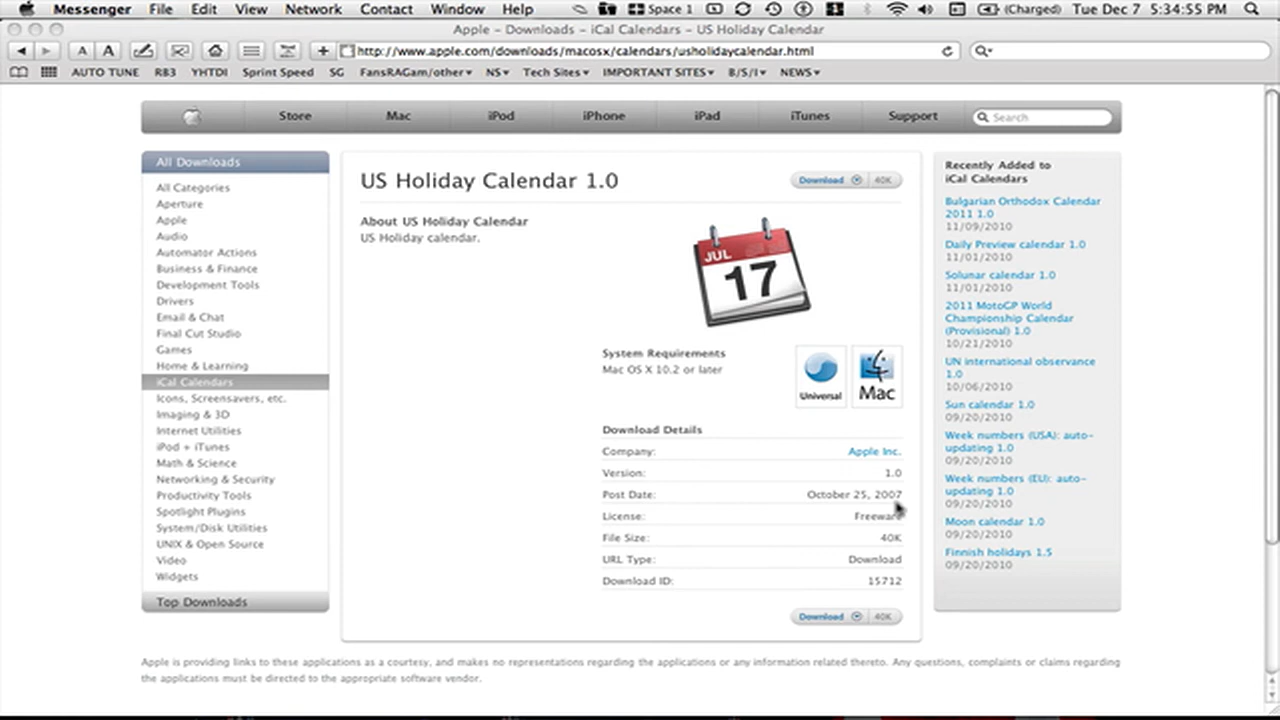 Messenger File Edit View Network Contact Window Help Space 1 (Charged) Tue Dec 7 5:34:55 PM
Apple – Downloads – iCal Calendars – US Holiday Calendar
A A + http://www.apple.com/downloads/macosx/calendars/usholidaycalendar.html
AUTO TUNE RB3 YHTDI Sprint Speed SG FansRAGam/other NS Tech Sites IMPORTANT SITES B/S/I NEWS
Store Mac iPod iPhone iPad iTunes Support Search
All Downloads
All Categories
Aperture
Apple
Audio
Automator Actions
Business & Finance
Development Tools
Drivers
Email & Chat
Final Cut Studio
Games
Home & Learning
iCal Calendars
Icons, Screensavers, etc.
Imaging & 3D
Internet Utilities
iPod + iTunes
Math & Science
Networking & Security
Productivity Tools
Spotlight Plugins
System/Disk Utilities
UNIX & Open Source
Video
Widgets
Top Downloads
US Holiday Calendar 1.0
Download 40K
About US Holiday Calendar
US Holiday calendar.
JUL
17
System Requirements
Mac OS X 10.2 or later
Universal
Mac
Download Details
Company: Apple Inc.
Version: 1.0
Post Date: October 25, 2007
License: Freeware
File Size: 40K
URL Type: Download
Download ID: 15712
Download 40K
Recently Added to
iCal Calendars
Bulgarian Orthodox Calendar
2011 1.0
11/09/2010
Daily Preview calendar 1.0
11/01/2010
Solunar calendar 1.0
11/01/2010
2011 MotoGP World
Championship Calendar
(Provisional) 1.0
10/21/2010
UN international observance
1.0
10/06/2010
Sun calendar 1.0
09/20/2010
Week numbers (USA): auto-
updating 1.0
09/20/2010
Week numbers (EU): auto-
updating 1.0
09/20/2010
Moon calendar 1.0
09/20/2010
Finnish holidays 1.5
09/20/2010
Apple is providing links to these applications as a courtesy, and makes no representations regarding the applications or any information related thereto. Any questions, complaints or claims regarding
the applications must be directed to the appropriate software vendor.